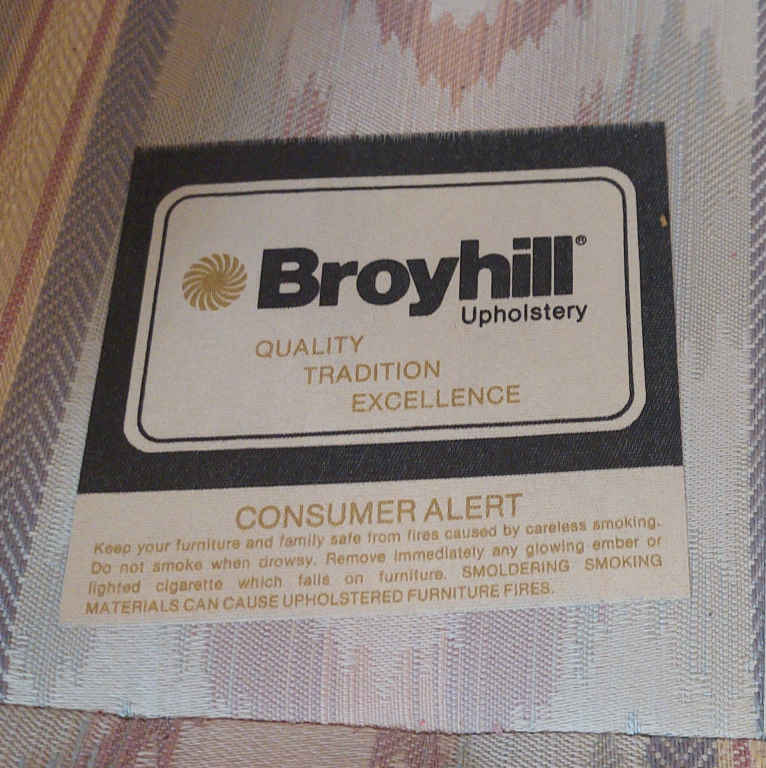 Broyhill®
Upholstery
QUALITY
TRADITION
EXCELLENCE
CONSUMER ALERT
Keep your furniture and family safe from fires caused by careless smoking.
Do not smoke when drowsy. Remove immediately any glowing ember or
lighted cigarette which falls on furniture. SMOLDERING SMOKING
MATERIALS CAN CAUSE UPHOLSTERED FURNITURE FIRES.